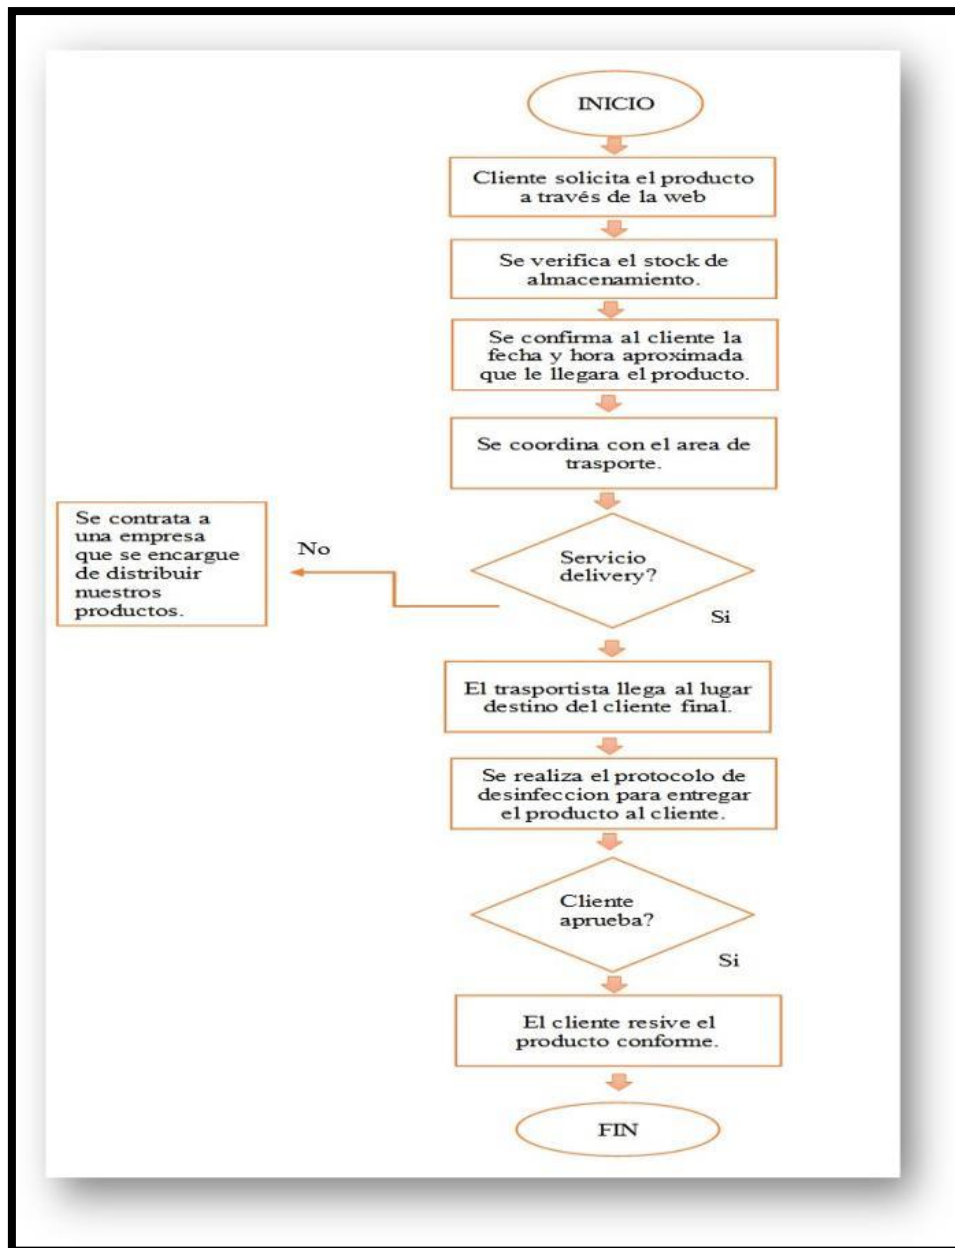 INICIO
Cliente solicita el producto
a través de la web
Se verifica el stock de
almacenamiento.
Se confirma al cliente la
fecha y hora aproximada
que le llegara el producto.
Se coordina con el area de
trasporte.
Se contrata a
una empresa
que se encargue
de distribuir
nuestros
productos.
No
Servicio
delivery?
Si
El trasportista llega al lugar
destino del cliente final.
Se realiza el protocolo de
desinfeccion para entregar
el producto al cliente.
Cliente
aprueba?
Si
El cliente resive el
producto conforme.
FIN